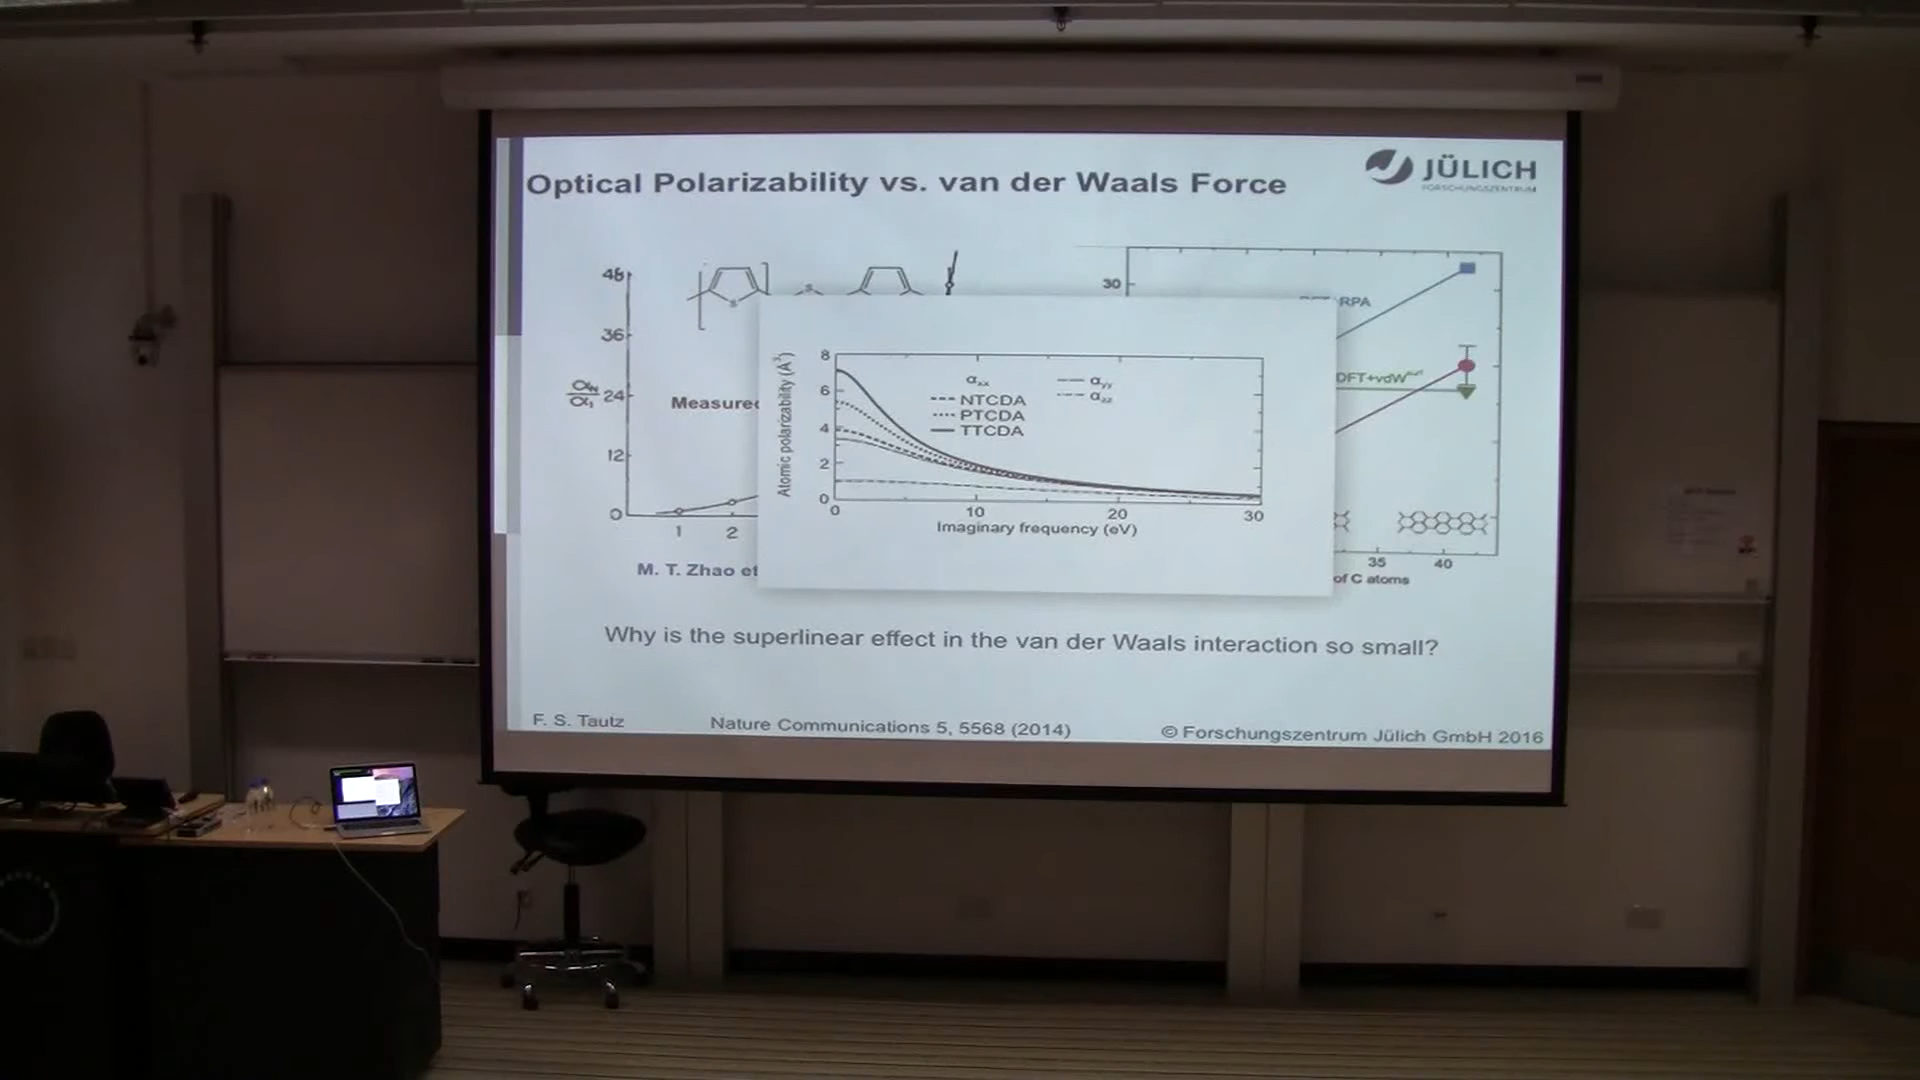 Optical Polarizability vs. van der Waals Force
JÜLICH
FORSCHUNGSZENTRUM
48
36
24
12
0
αN
α1
S
S
Measured
1
2
M. T. Zhao et
8
6
4
2
0
Atomic polarizability (Å3)
αxx
NTCDA
PTCDA
TTCDA
αyy
αzz
0
10
20
30
Imaginary frequency (eV)
30
RPA
DFT+vdWsurf
35
40
of C atoms
Why is the superlinear effect in the van der Waals interaction so small?
F. S. Tautz
Nature Communications 5, 5568 (2014)
© Forschungszentrum Jülich GmbH 2016